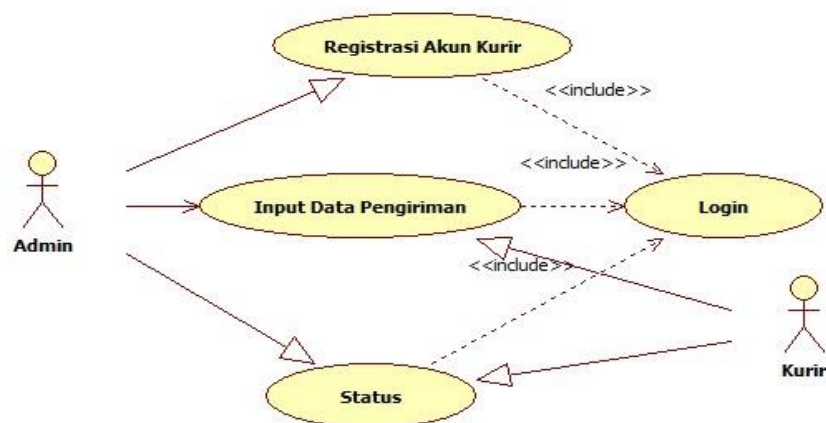 Registrasi Akun Kurir
<<include>>
<<include>>
Input Data Pengiriman
Login
Admin
<<include>>
Kurir
Status